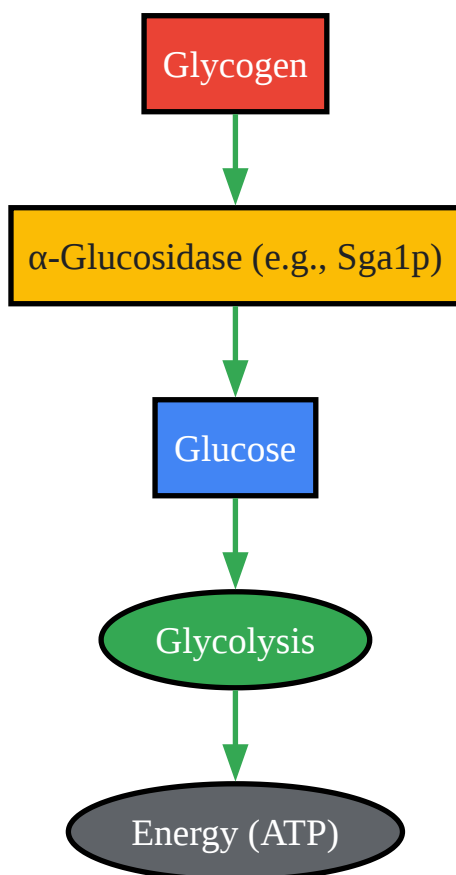 Glycogen
α-Glucosidase (e.g., Sga1p)
Glucose
Glycolysis
Energy (ATP)